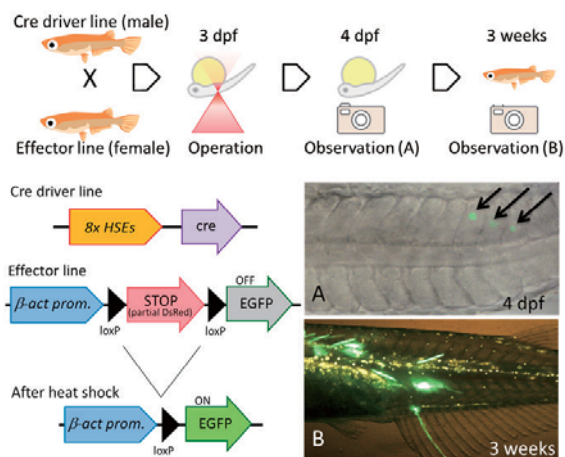 Cre driver line (male)
X
Effector line (female)
3 dpf
Operation
4 dpf
Observation (A)
3 weeks
Observation (B)
Cre driver line
8x HSEs
cre
Effector line
β-act prom.
loxP
STOP
(partial DsRed)
loxP
OFF
EGFP
After heat shock
β-act prom.
loxP
ON
EGFP
A
4 dpf
B
3 weeks